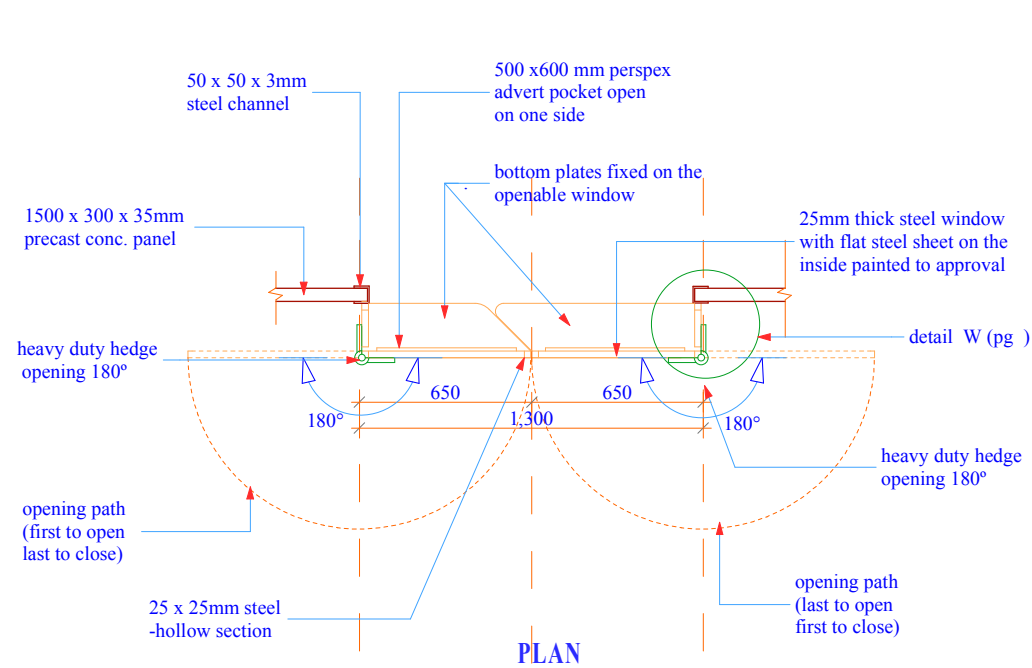 50 x 50 x 3mm
steel channel
500 x600 mm perspex
advert pocket open
on one side
bottom plates fixed on the
openable window
1500 x 300 x 35mm
precast conc. panel
25mm thick steel window
with flat steel sheet on the
inside painted to approval
detail W (pg )
heavy duty hedge
opening 180º
650
650
1,300
180°
180°
heavy duty hedge
opening 180º
opening path
(first to open
last to close)
25 x 25mm steel
-hollow section
opening path
(last to open
first to close)
PLAN